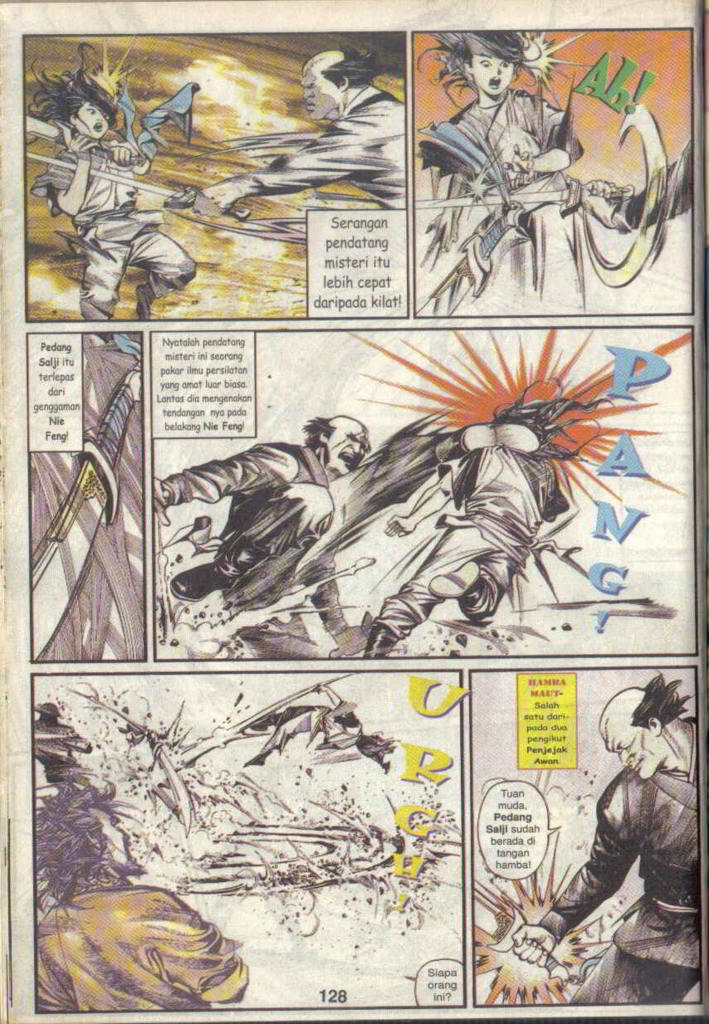 Serangan
pendatang
misteri itu
lebih cepat
daripada kilat!
Ah!
Pedang
Salji itu
terlepas
dari
genggaman
Nie
Feng!
Nyatalah pendatang
misteri ini seorang
pakar ilmu persilatan
yang amat luar biasa.
Lantas dia mengenakan
tendangan nya pada
belakang Nie Feng!
PANG!
URGH!
Siapa
orang
ini?
HAMBA
MAUT-
Salah
satu dari-
pada dua
pengikut
Penjejak
Awan.
Tuan
muda,
Pedang
Salji sudah
berada di
tangan
hamba!
128